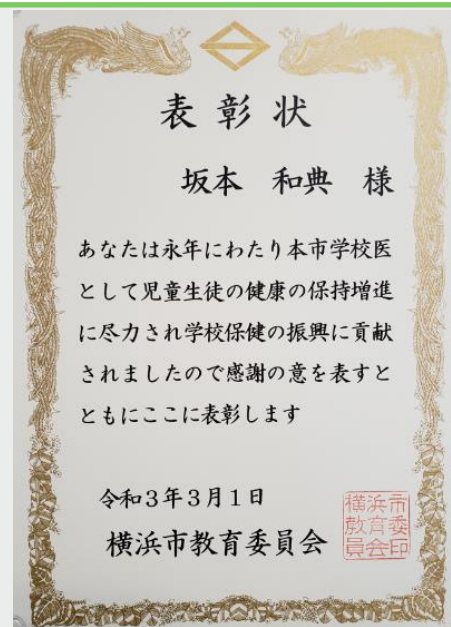 表彰状
坂本 和典 様
あなたは永年にわたり本市学校医
として児童生徒の健康の保持増進
に尽力され学校保健の振興に貢献
されましたので感謝の意を表すと
ともにここに表彰します
令和3年3月1日
横浜市教育委員会
横浜市
教育委
員会印